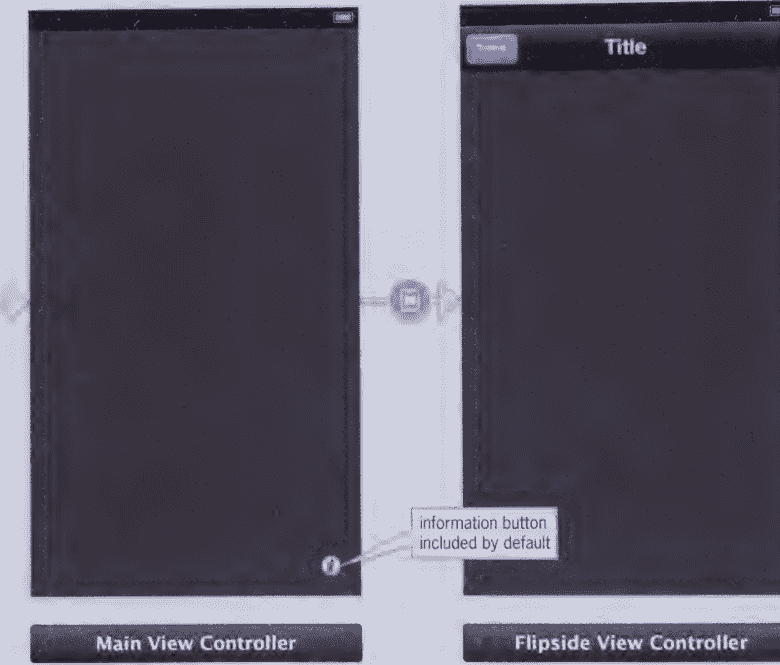 Title
information button
included by default
Main View Controller
Flipside View Controller